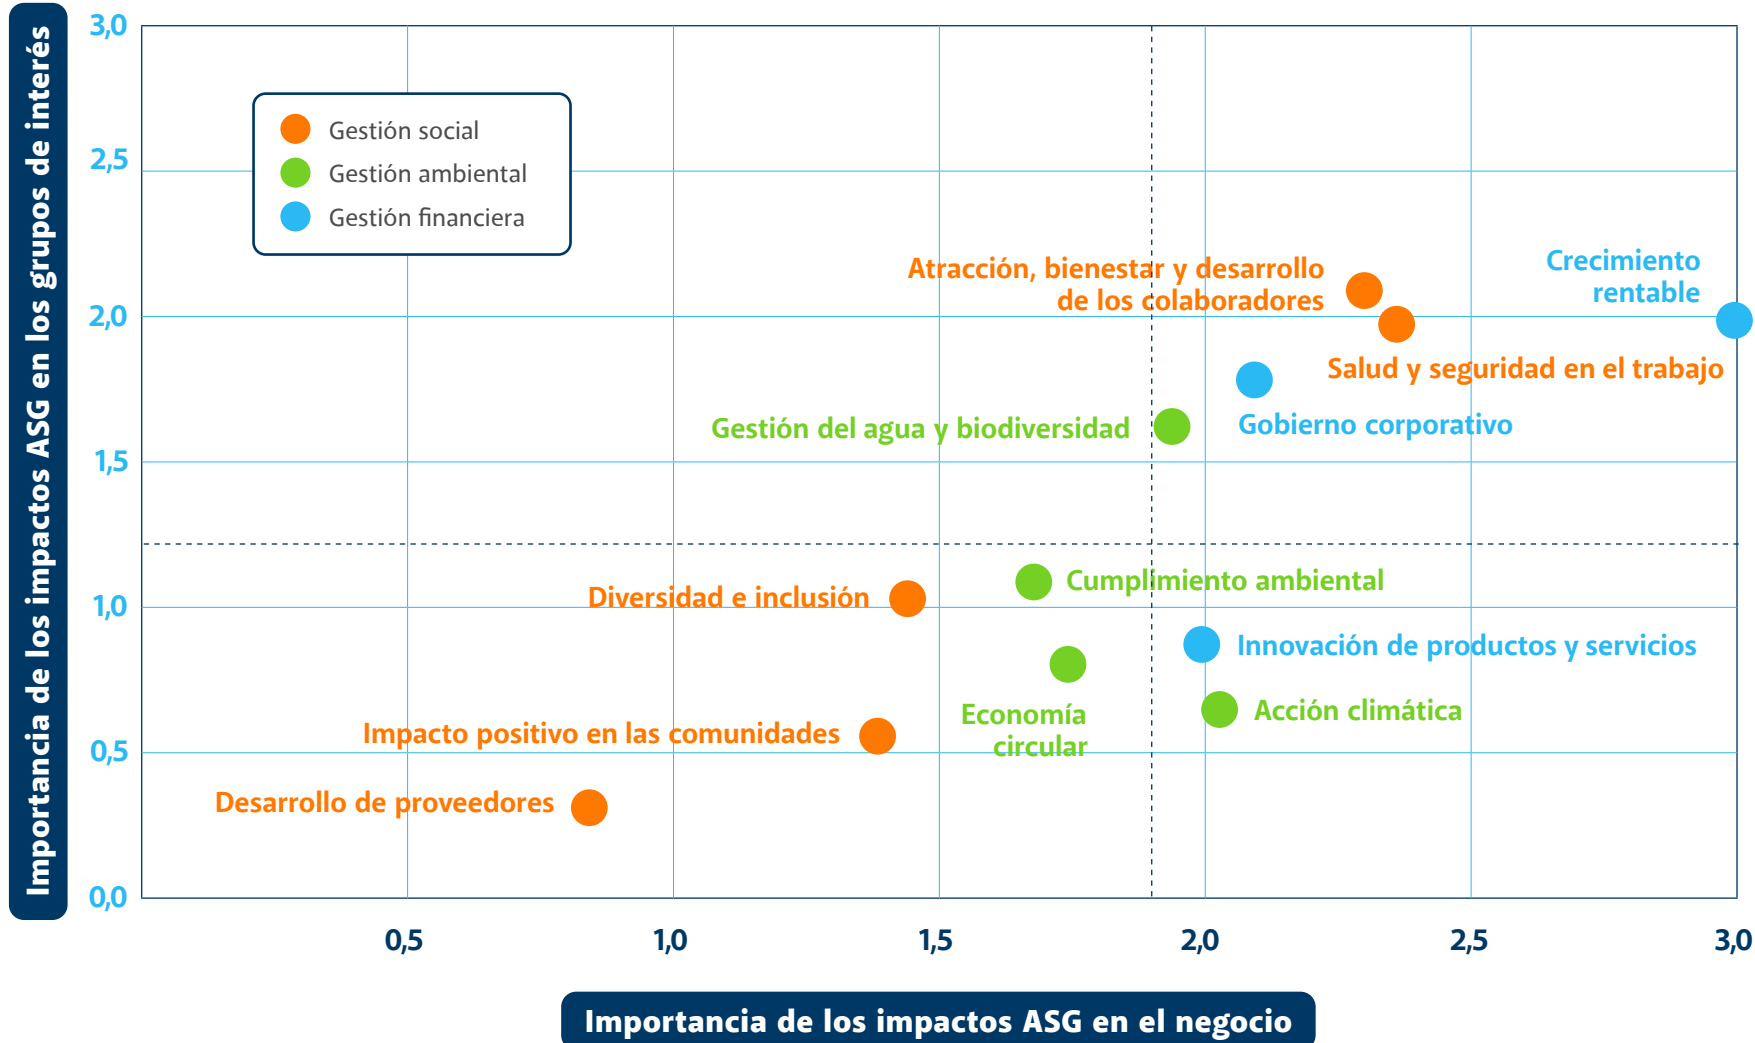 Importancia de los impactos ASG en los grupos de interés
3,0
2,5
2,0
1,5
1,0
0,5
0,0
Gestión social
Gestión ambiental
Gestión financiera
Atracción, bienestar y desarrollo
de los colaboradores
Crecimiento
rentable
Salud y seguridad en el trabajo
Gobierno corporativo
Gestión del agua y biodiversidad
Cumplimiento ambiental
Diversidad e inclusión
Innovación de productos y servicios
Economía
circular
Acción climática
Impacto positivo en las comunidades
Desarrollo de proveedores
0,5
1,0
1,5
2,0
2,5
3,0
Importancia de los impactos ASG en el negocio